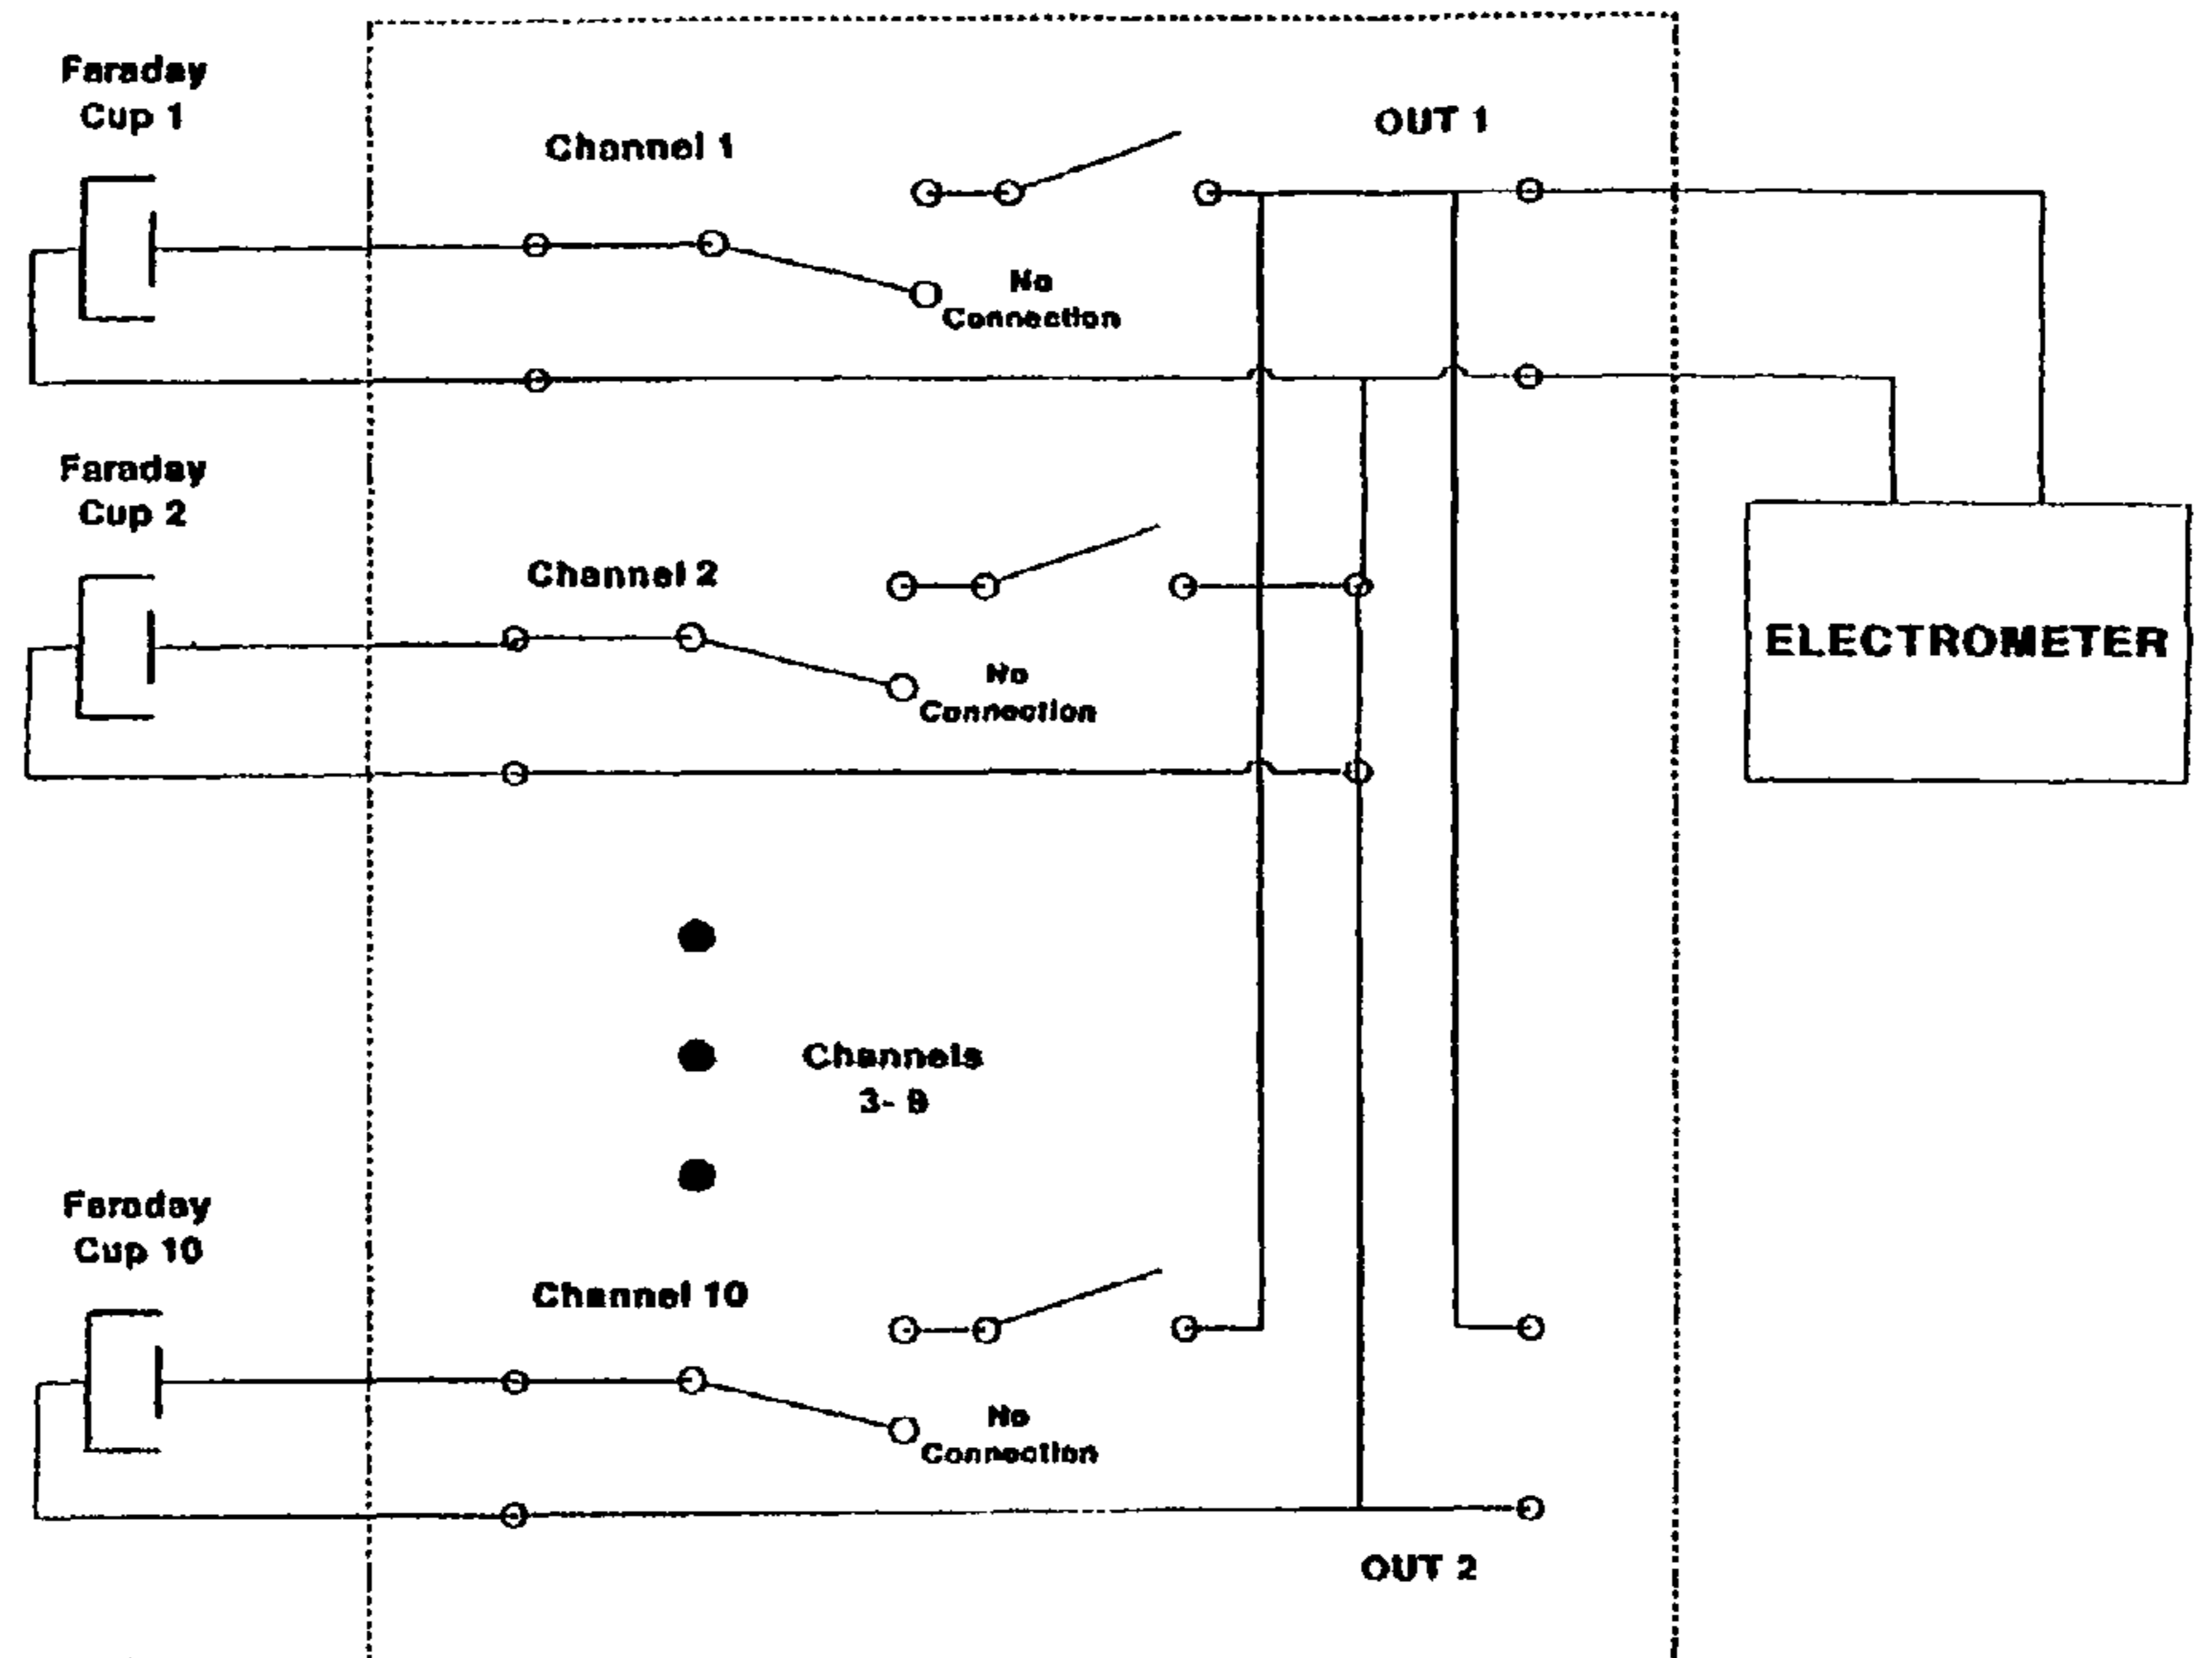 Faraday
Cup 1
Channel 1
OUT 1
No
Connection
Faraday
Cup 2
Channel 2
No
Connection
ELECTROMETER
Channels
3- 9
Faraday
Cup 10
Channel 10
No
Connection
OUT 2